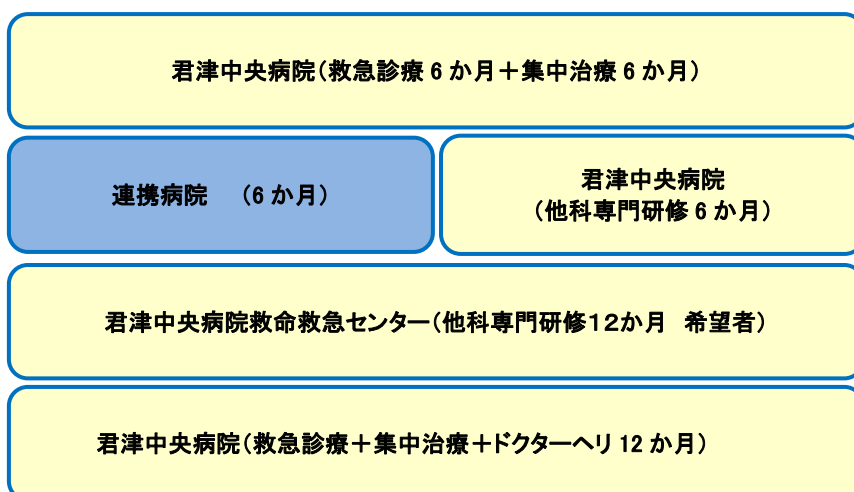 君津中央病院（救急診療 6 か月＋集中治療 6 か月）
連携病院　（6 か月）
君津中央病院
（他科専門研修 6 か月）
君津中央病院救命救急センター（他科専門研修１２か月　希望者）
君津中央病院（救急診療＋集中治療＋ドクターヘリ 12 か月）